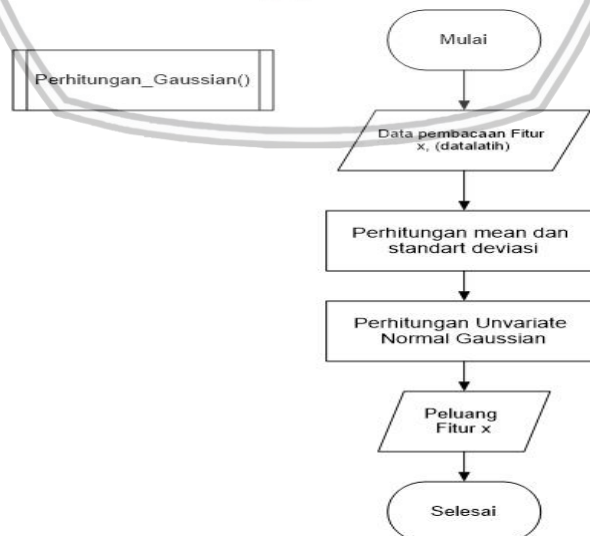 Mulai
Perhitungan_Gaussian()
Data pembacaan Fitur
x, (datalatih)
Perhitungan mean dan
standart deviasi
Perhitungan Unvariate
Normal Gaussian
Peluang
Fitur x
Selesai